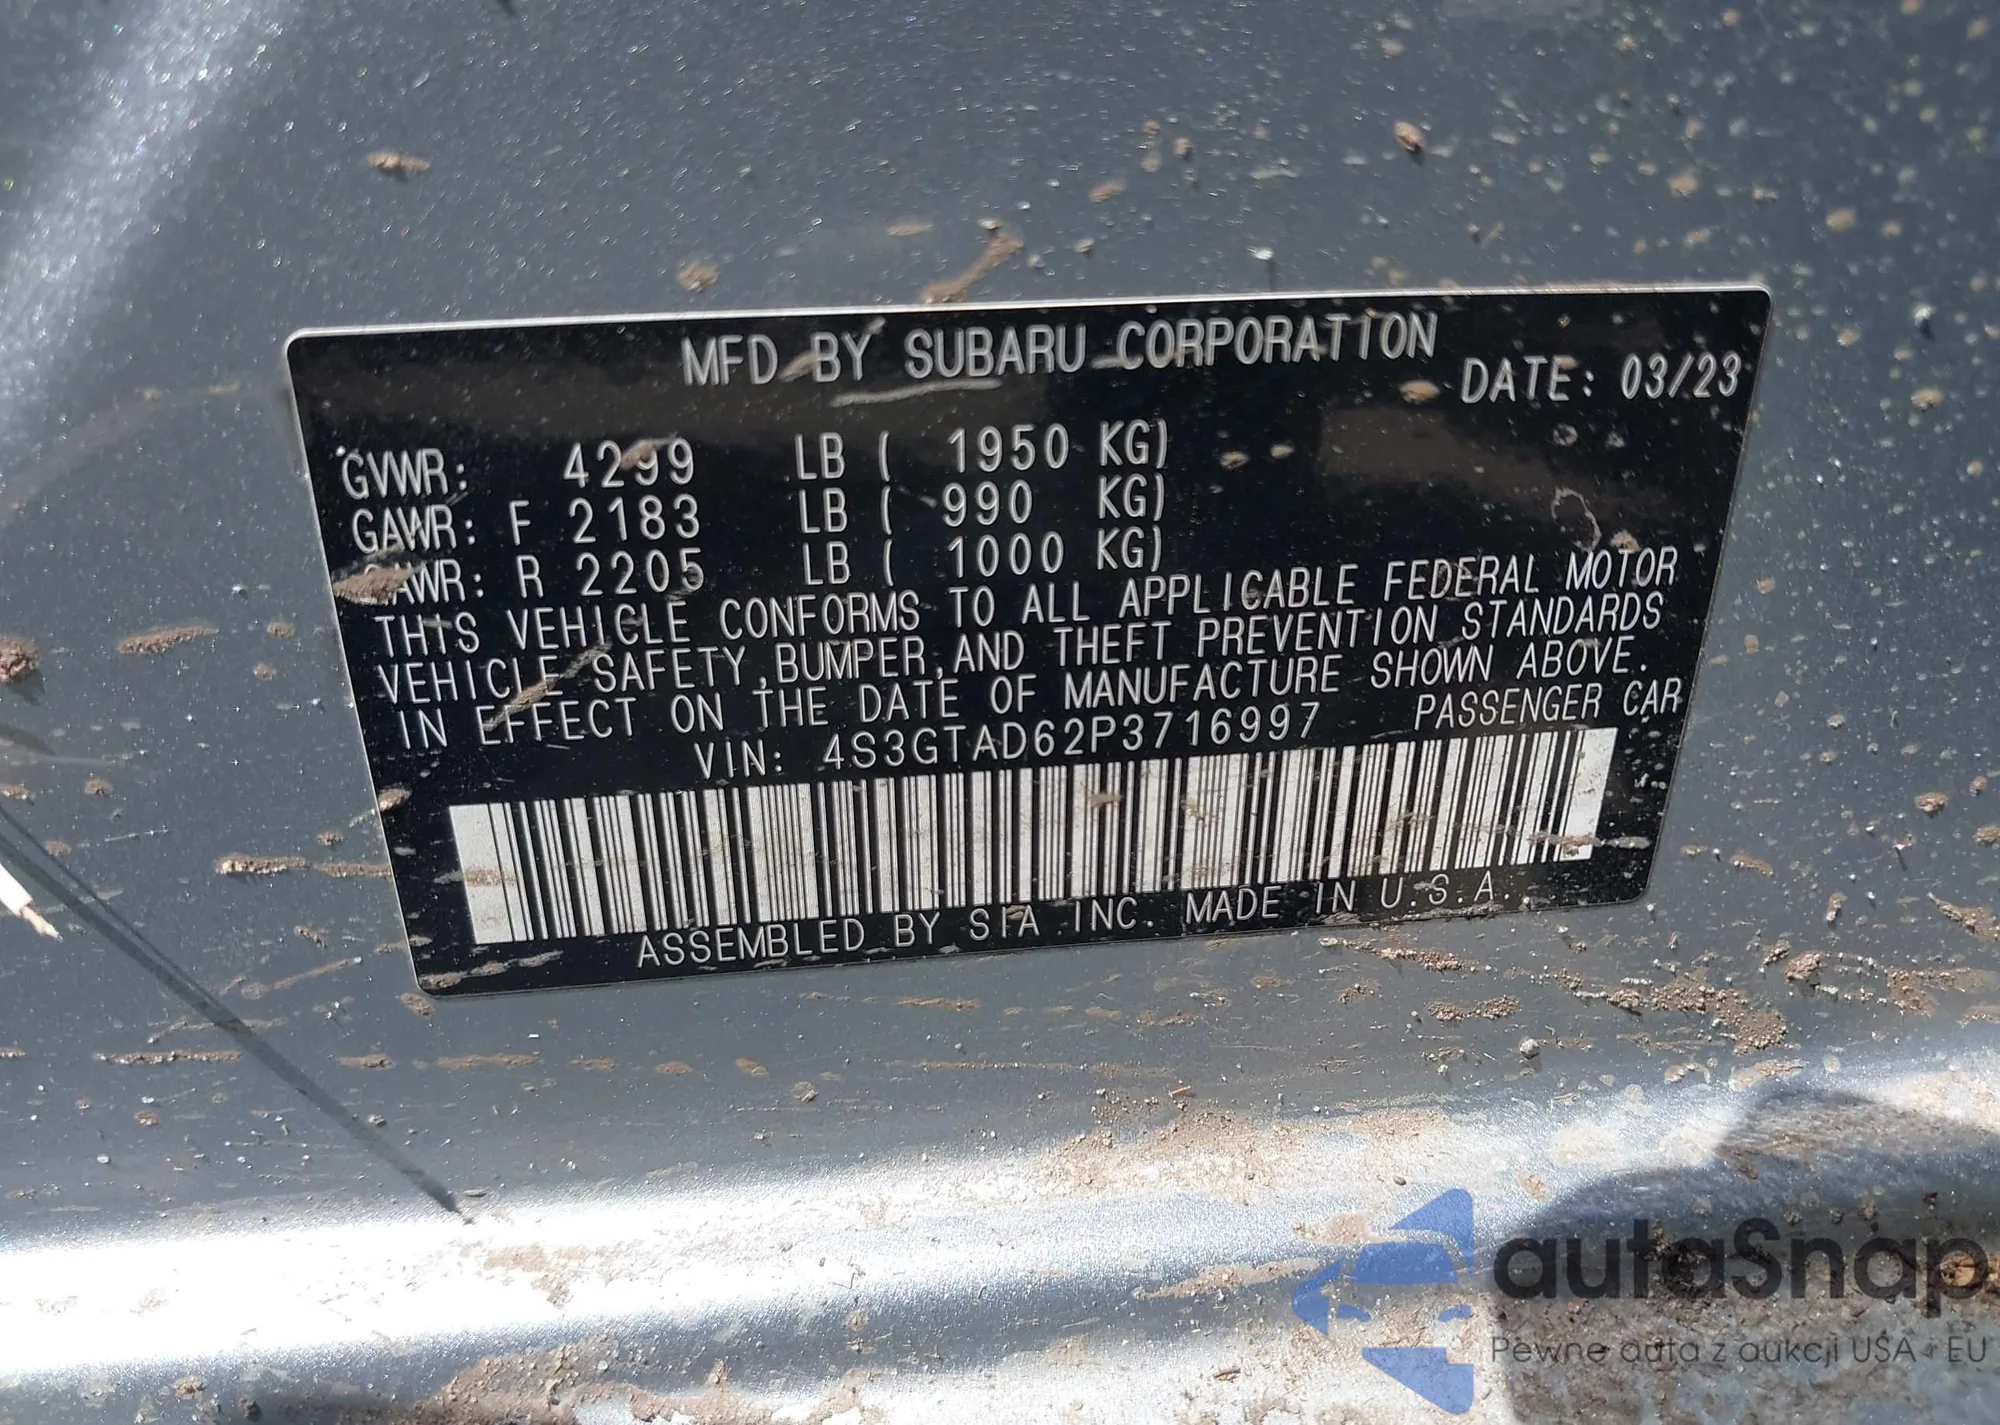 MFD BY SUBARU CORPORATION
DATE: 03/23
GVWR: 4299 LB ( 1950 KG)
GAWR: F 2183 LB ( 990 KG)
GAWR: R 2205 LB ( 1000 KG)
THIS VEHICLE CONFORMS TO ALL APPLICABLE FEDERAL MOTOR
VEHICLE SAFETY, BUMPER, AND THEFT PREVENTION STANDARDS
IN EFFECT ON THE DATE OF MANUFACTURE SHOWN ABOVE.
VIN: 4S3GTAD62P3716997 PASSENGER CAR
ASSEMBLED BY SIA INC. MADE IN U.S.A.
autaSnap
Pewne auta z aukcji USA i EU